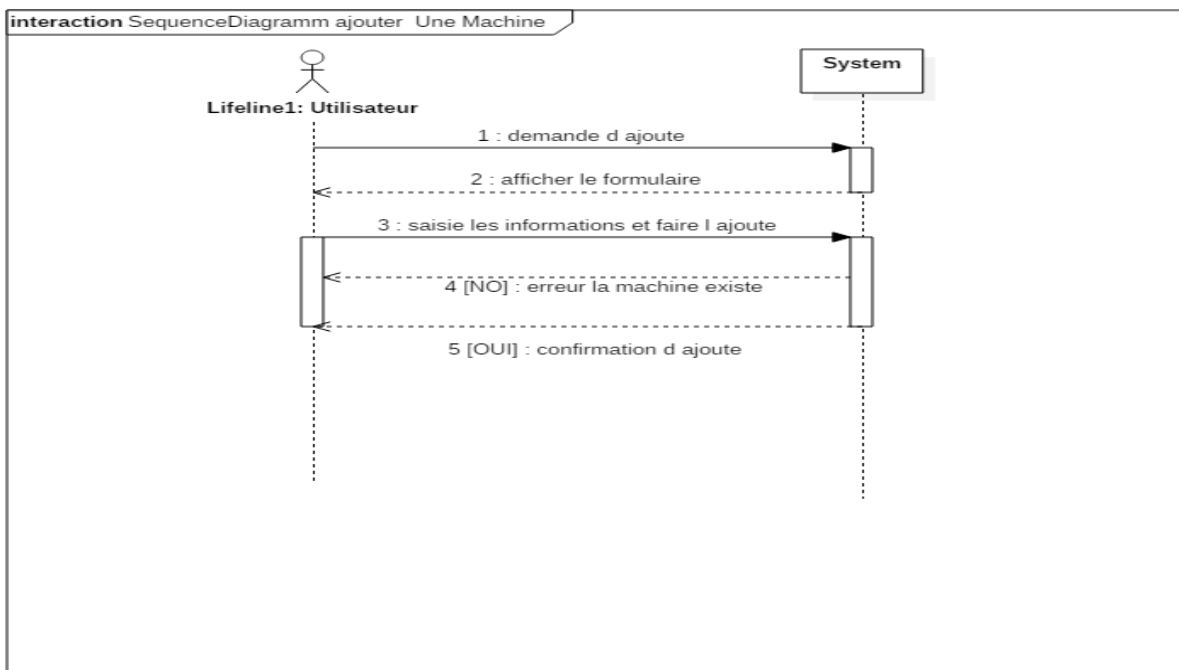 interaction SequenceDiagramm ajouter Une Machine
System
Lifeline1: Utilisateur
1 : demande d ajoute
2 : afficher le formulaire
3 : saisie les informations et faire l ajoute
4 [NO] : erreur la machine existe
5 [OUI] : confirmation d ajoute